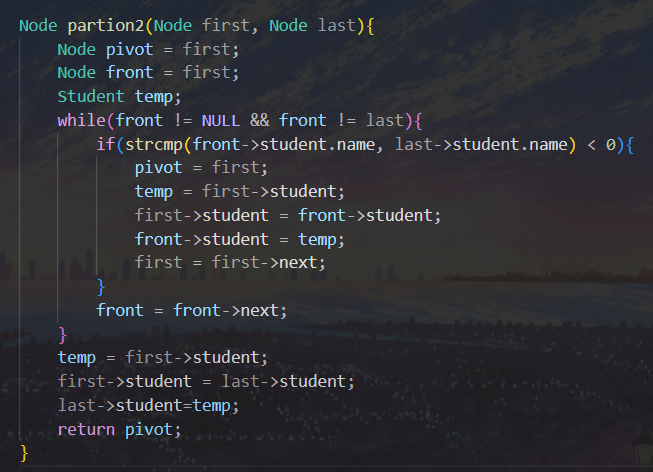 Node partion2(Node first, Node last){
    Node pivot = first;
    Node front = first;
    Student temp;
    while(front != NULL && front != last){
        if(strcmp(front->student.name, last->student.name) < 0){
            pivot = first;
            temp = first->student;
            first->student = front->student;
            front->student = temp;
            first = first->next;
        }
        front = front->next;
    }
    temp = first->student;
    first->student = last->student;
    last->student=temp;
    return pivot;
}